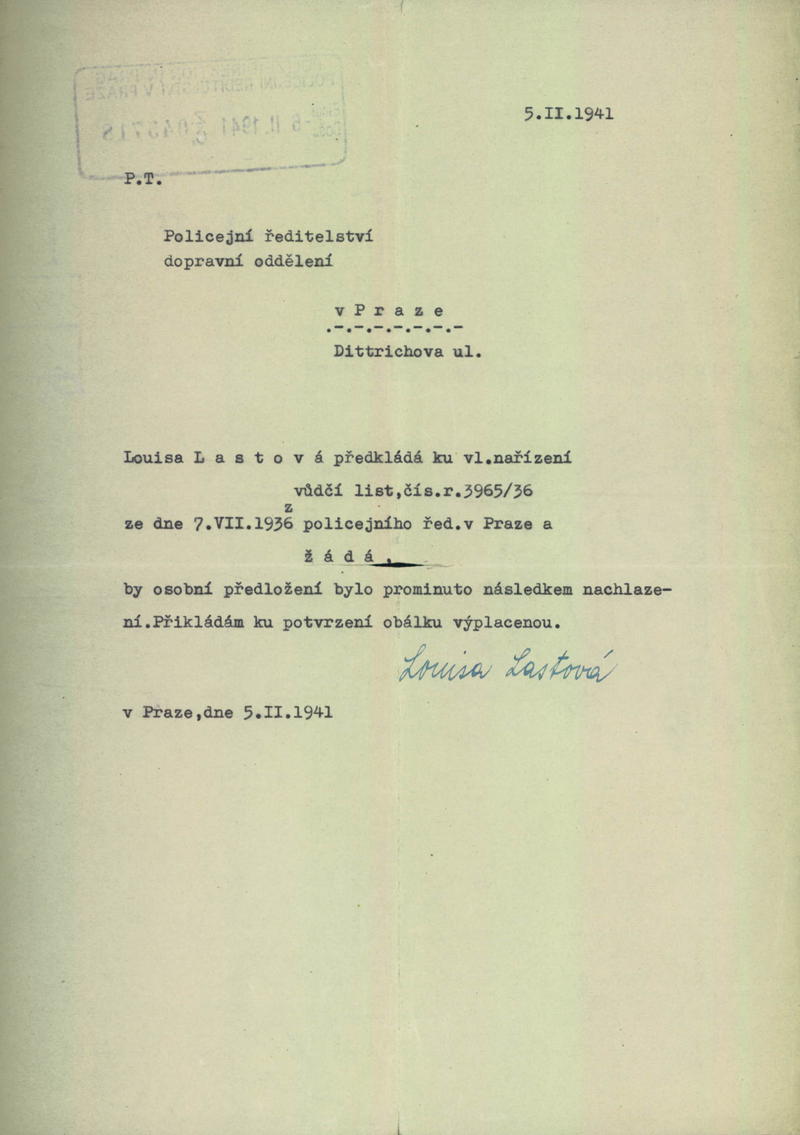 5.II.1941
P.T.
Policejní ředitelství
dopravní oddělení
v P r a z e
.-.-.-.-.-.-.-
Dittrichova ul.
Louisa L a s t o v á předkládá ku vl.nařízení
vůdčí list,čís.r.3965/36
z
ze dne 7.VII.1936 policejního řed.v Praze a
ž á d á ,
by osobní předložení bylo prominuto následkem nachlaze-
ní.Přikládám ku potvrzení obálku výplacenou.
Louisa Lastová
v Praze,dne 5.II.1941